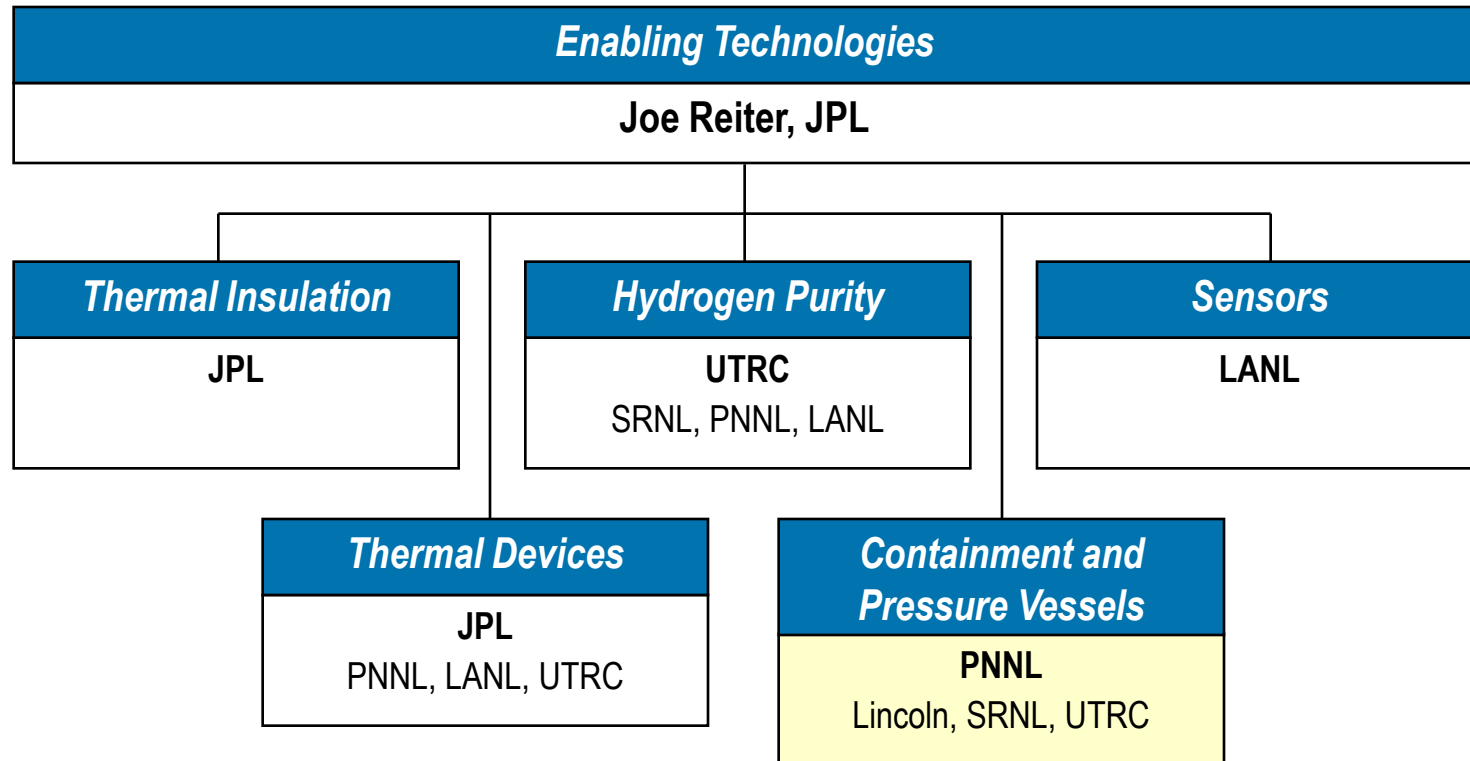 Enabling Technologies
Joe Reiter, JPL
Thermal Insulation
JPL
Hydrogen Purity
UTRC
SRNL, PNNL, LANL
Sensors
LANL
Thermal Devices
JPL
PNNL, LANL, UTRC
Containment and
Pressure Vessels
PNNL
Lincoln, SRNL, UTRC